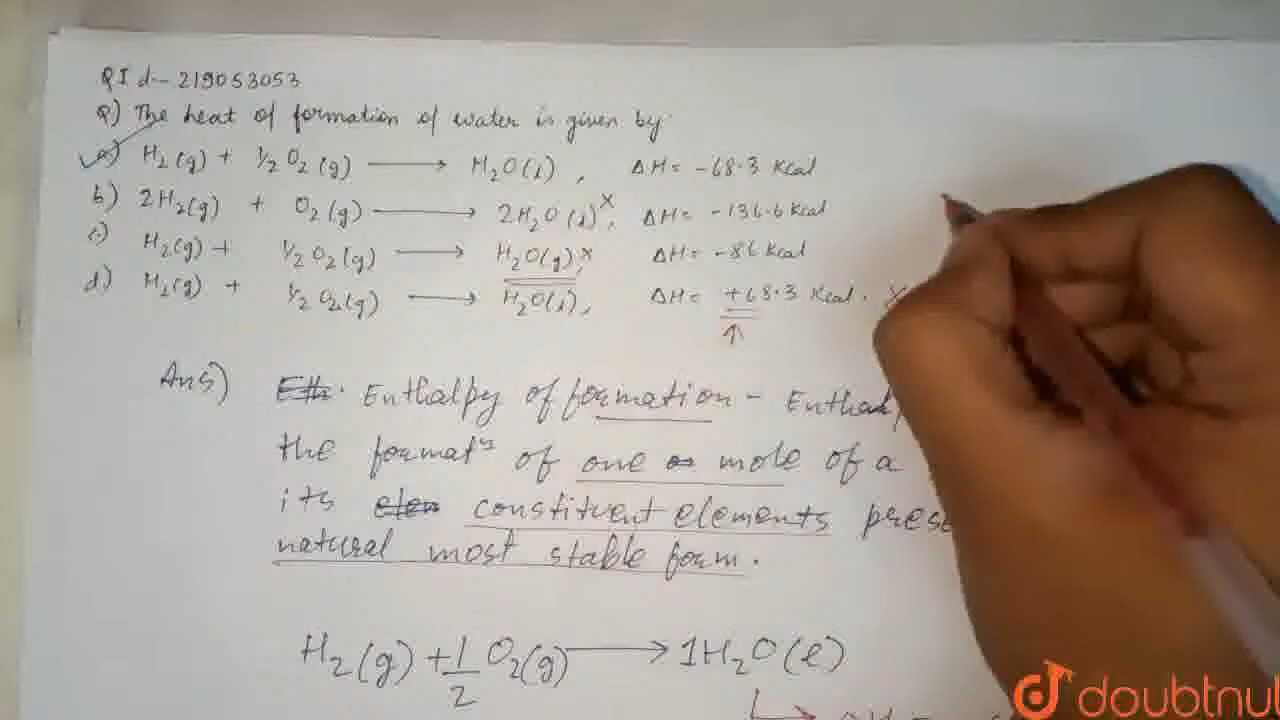 QI d-- 219053053
Q) The heat of formation of water is given by
a) H₂(g) + ½ O₂(g) ⟶ H₂O(l) , ΔH = -68.3 Kcal
b) 2H₂(g) + O₂(g) ⟶ 2H₂O(l) x, ΔH = -136.6 Kcal
c) H₂(g) + ½ O₂(g) ⟶ H₂O(g), x ΔH = -86 Kcal
d) H₂(g) + ½ O₂(g) ⟶ H₂O(l), ΔH = +68.3 Kcal. x
Ans) Enthalpy of formation -
the formatⁿ of one mole of a
its constituent elements
natural most stable form.
H₂(g) + 1/2 O₂(g) ⟶ 1H₂O(l)
doubtnut